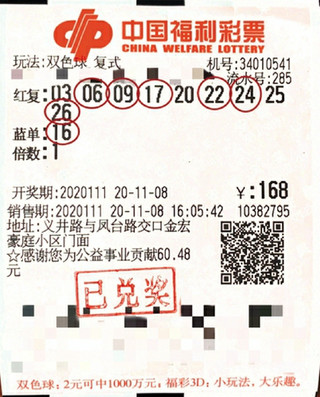 中国福利彩票
CHINA WELFARE LOTTERY
玩法:双色球 复式 机号:34010541
流水号:285
红复:03 06 09 17 20 22 24 25
26
蓝单:16
倍数:1
开奖期:2020111 20-11-08 ￥:168
销售期:2020111 20-11-08 16:05:42 10382795
地址:义井路与凤台路交口金宏
豪庭小区门面
☆感谢您为公益事业贡献60.48
元
已兑奖
双色球:2元可中1000万元;福彩3D:小玩法,大乐趣。